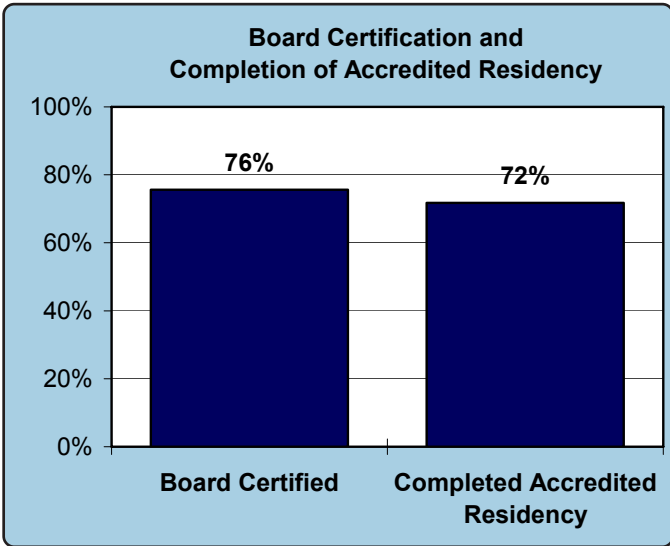 Board Certification and
Completion of Accredited Residency
100%
80%
60%
40%
20%
0%
76%
72%
Board Certified
Completed Accredited
Residency